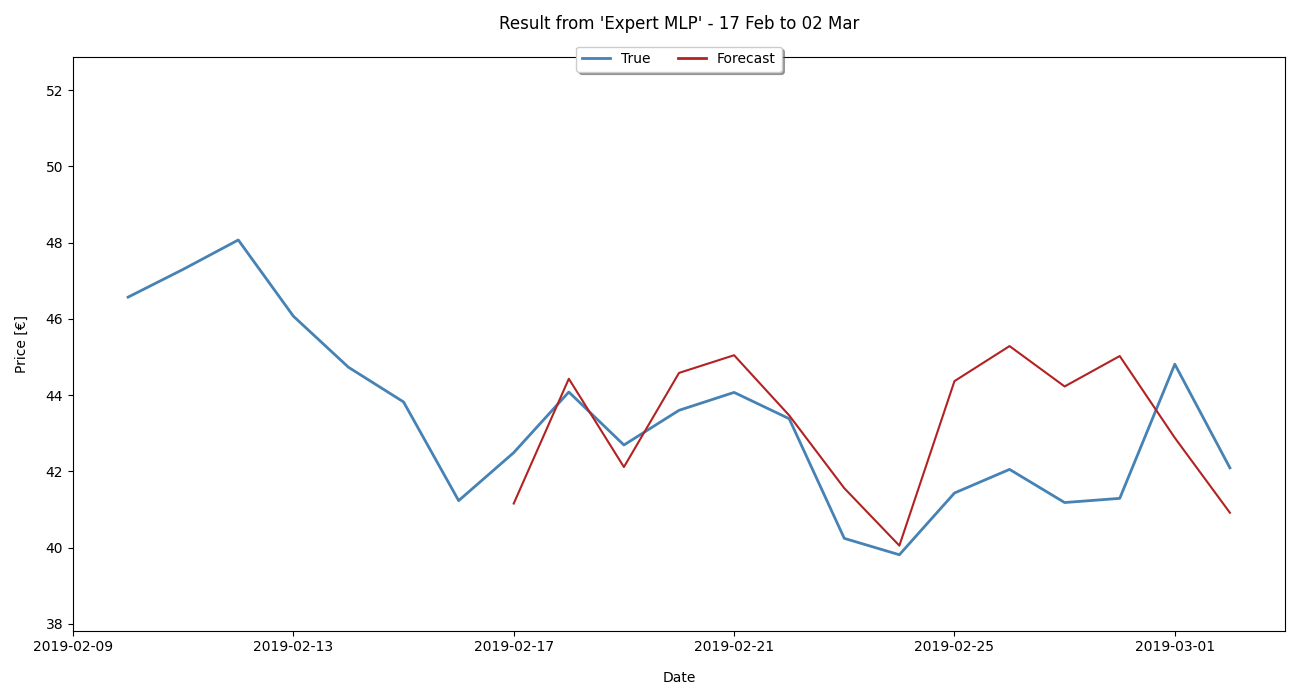 Result from 'Expert MLP' - 17 Feb to 02 Mar
True Forecast
52
50
48
46
44
42
40
38
Price [€]
2019-02-09 2019-02-13 2019-02-17 2019-02-21 2019-02-25 2019-03-01
Date